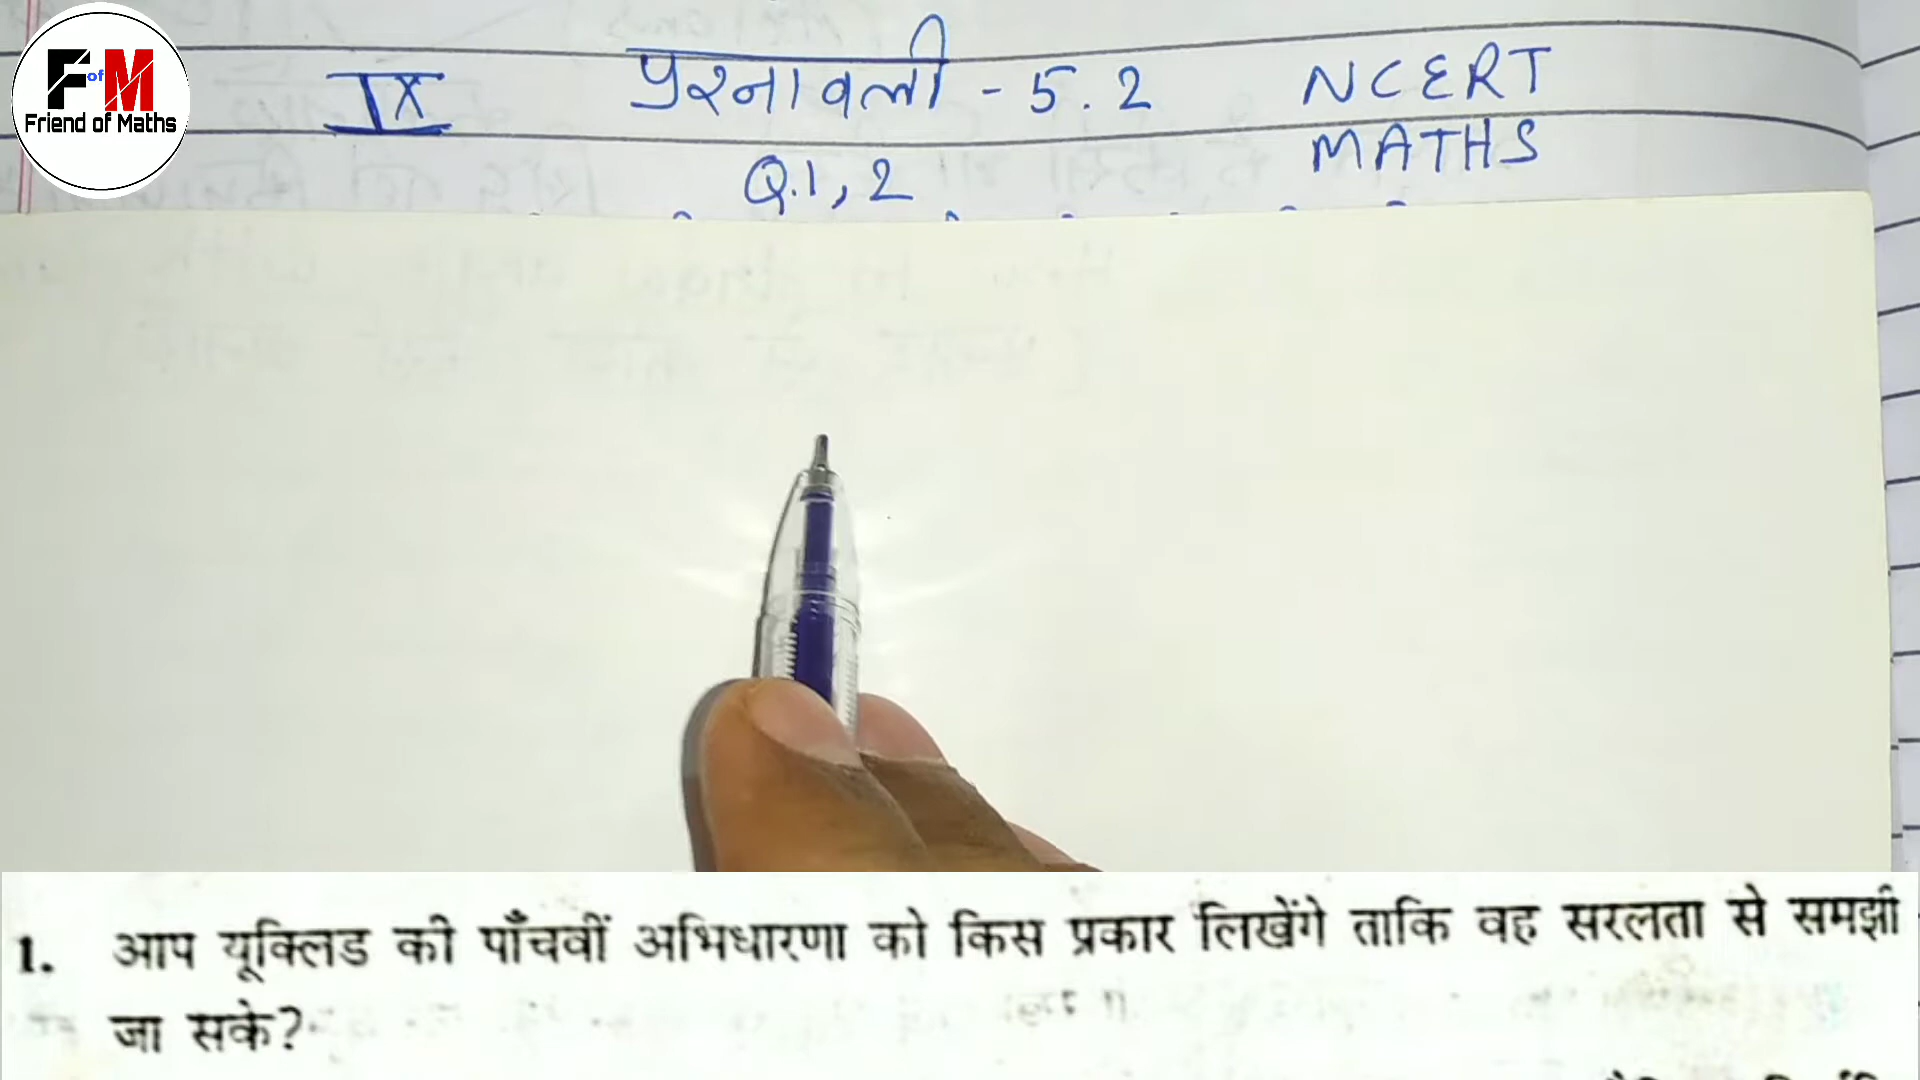 F of M
Friend of Maths
IX प्रश्नावली - 5.2 NCERT
MATHS
Q.1, 2
1. आप यूक्लिड की पाँचवीं अभिधारणा को किस प्रकार लिखेंगे ताकि वह सरलता से समझी
जा सके?